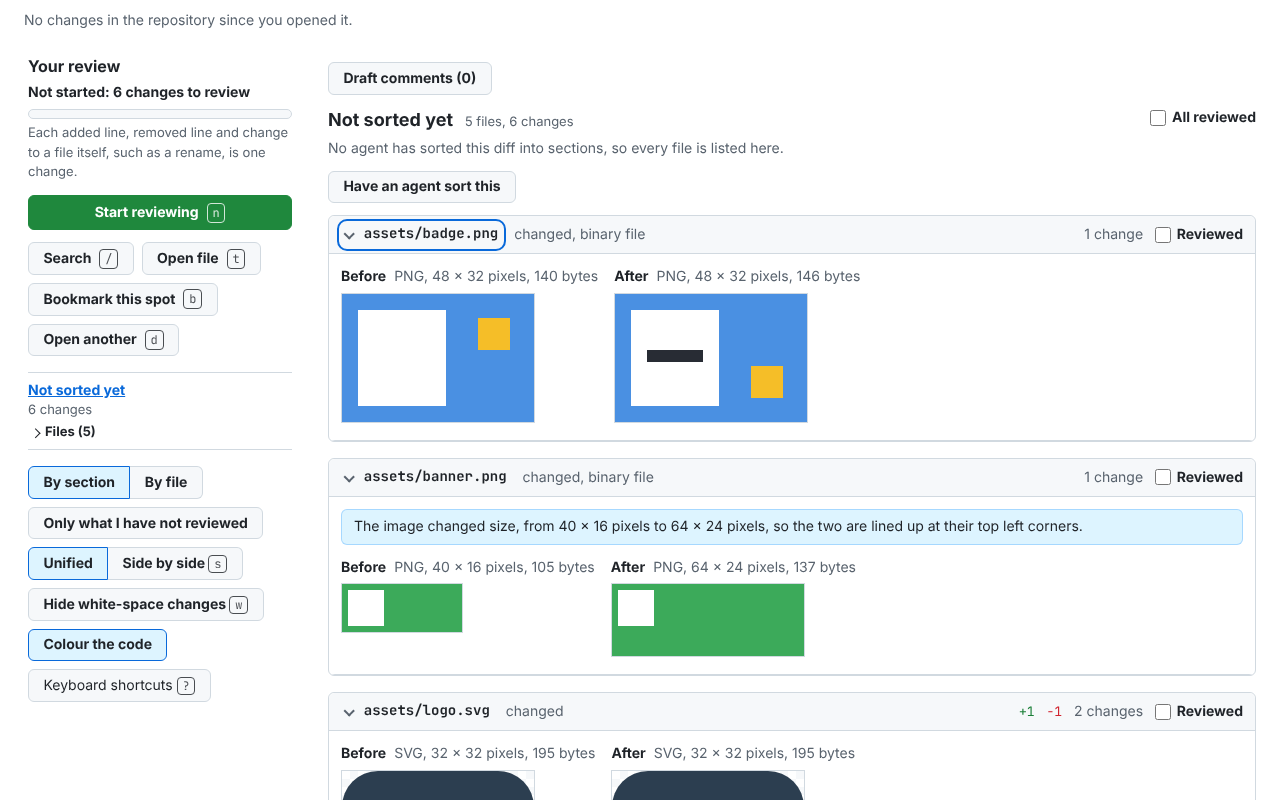 No changes in the repository since you opened it.
Your review
Not started: 6 changes to review
Each added line, removed line and change
to a file itself, such as a rename, is one
change.
Start reviewing n
Search /
Open file t
Bookmark this spot b
Open another d
Not sorted yet
6 changes
Files (5)
By section
By file
Only what I have not reviewed
Unified
Side by side s
Hide white-space changes w
Colour the code
Keyboard shortcuts ?
Draft comments (0)
Not sorted yet 5 files, 6 changes
All reviewed
No agent has sorted this diff into sections, so every file is listed here.
Have an agent sort this
assets/badge.png changed, binary file 1 change Reviewed
Before PNG, 48 × 32 pixels, 140 bytes
After PNG, 48 × 32 pixels, 146 bytes
assets/banner.png changed, binary file 1 change Reviewed
The image changed size, from 40 × 16 pixels to 64 × 24 pixels, so the two are lined up at their top left corners.
Before PNG, 40 × 16 pixels, 105 bytes
After PNG, 64 × 24 pixels, 137 bytes
assets/logo.svg changed +1 -1 2 changes Reviewed
Before SVG, 32 × 32 pixels, 195 bytes
After SVG, 32 × 32 pixels, 195 bytes